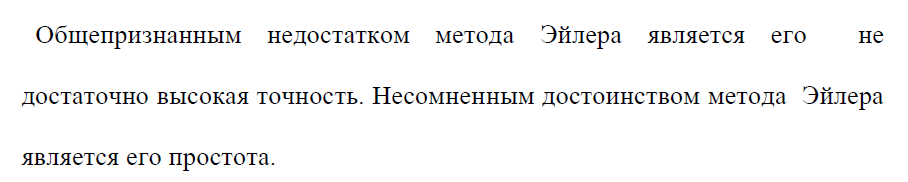 Общепризнанным недостатком метода Эйлера является его не
достаточно высокая точность. Несомненным достоинством метода Эйлера
является его простота.